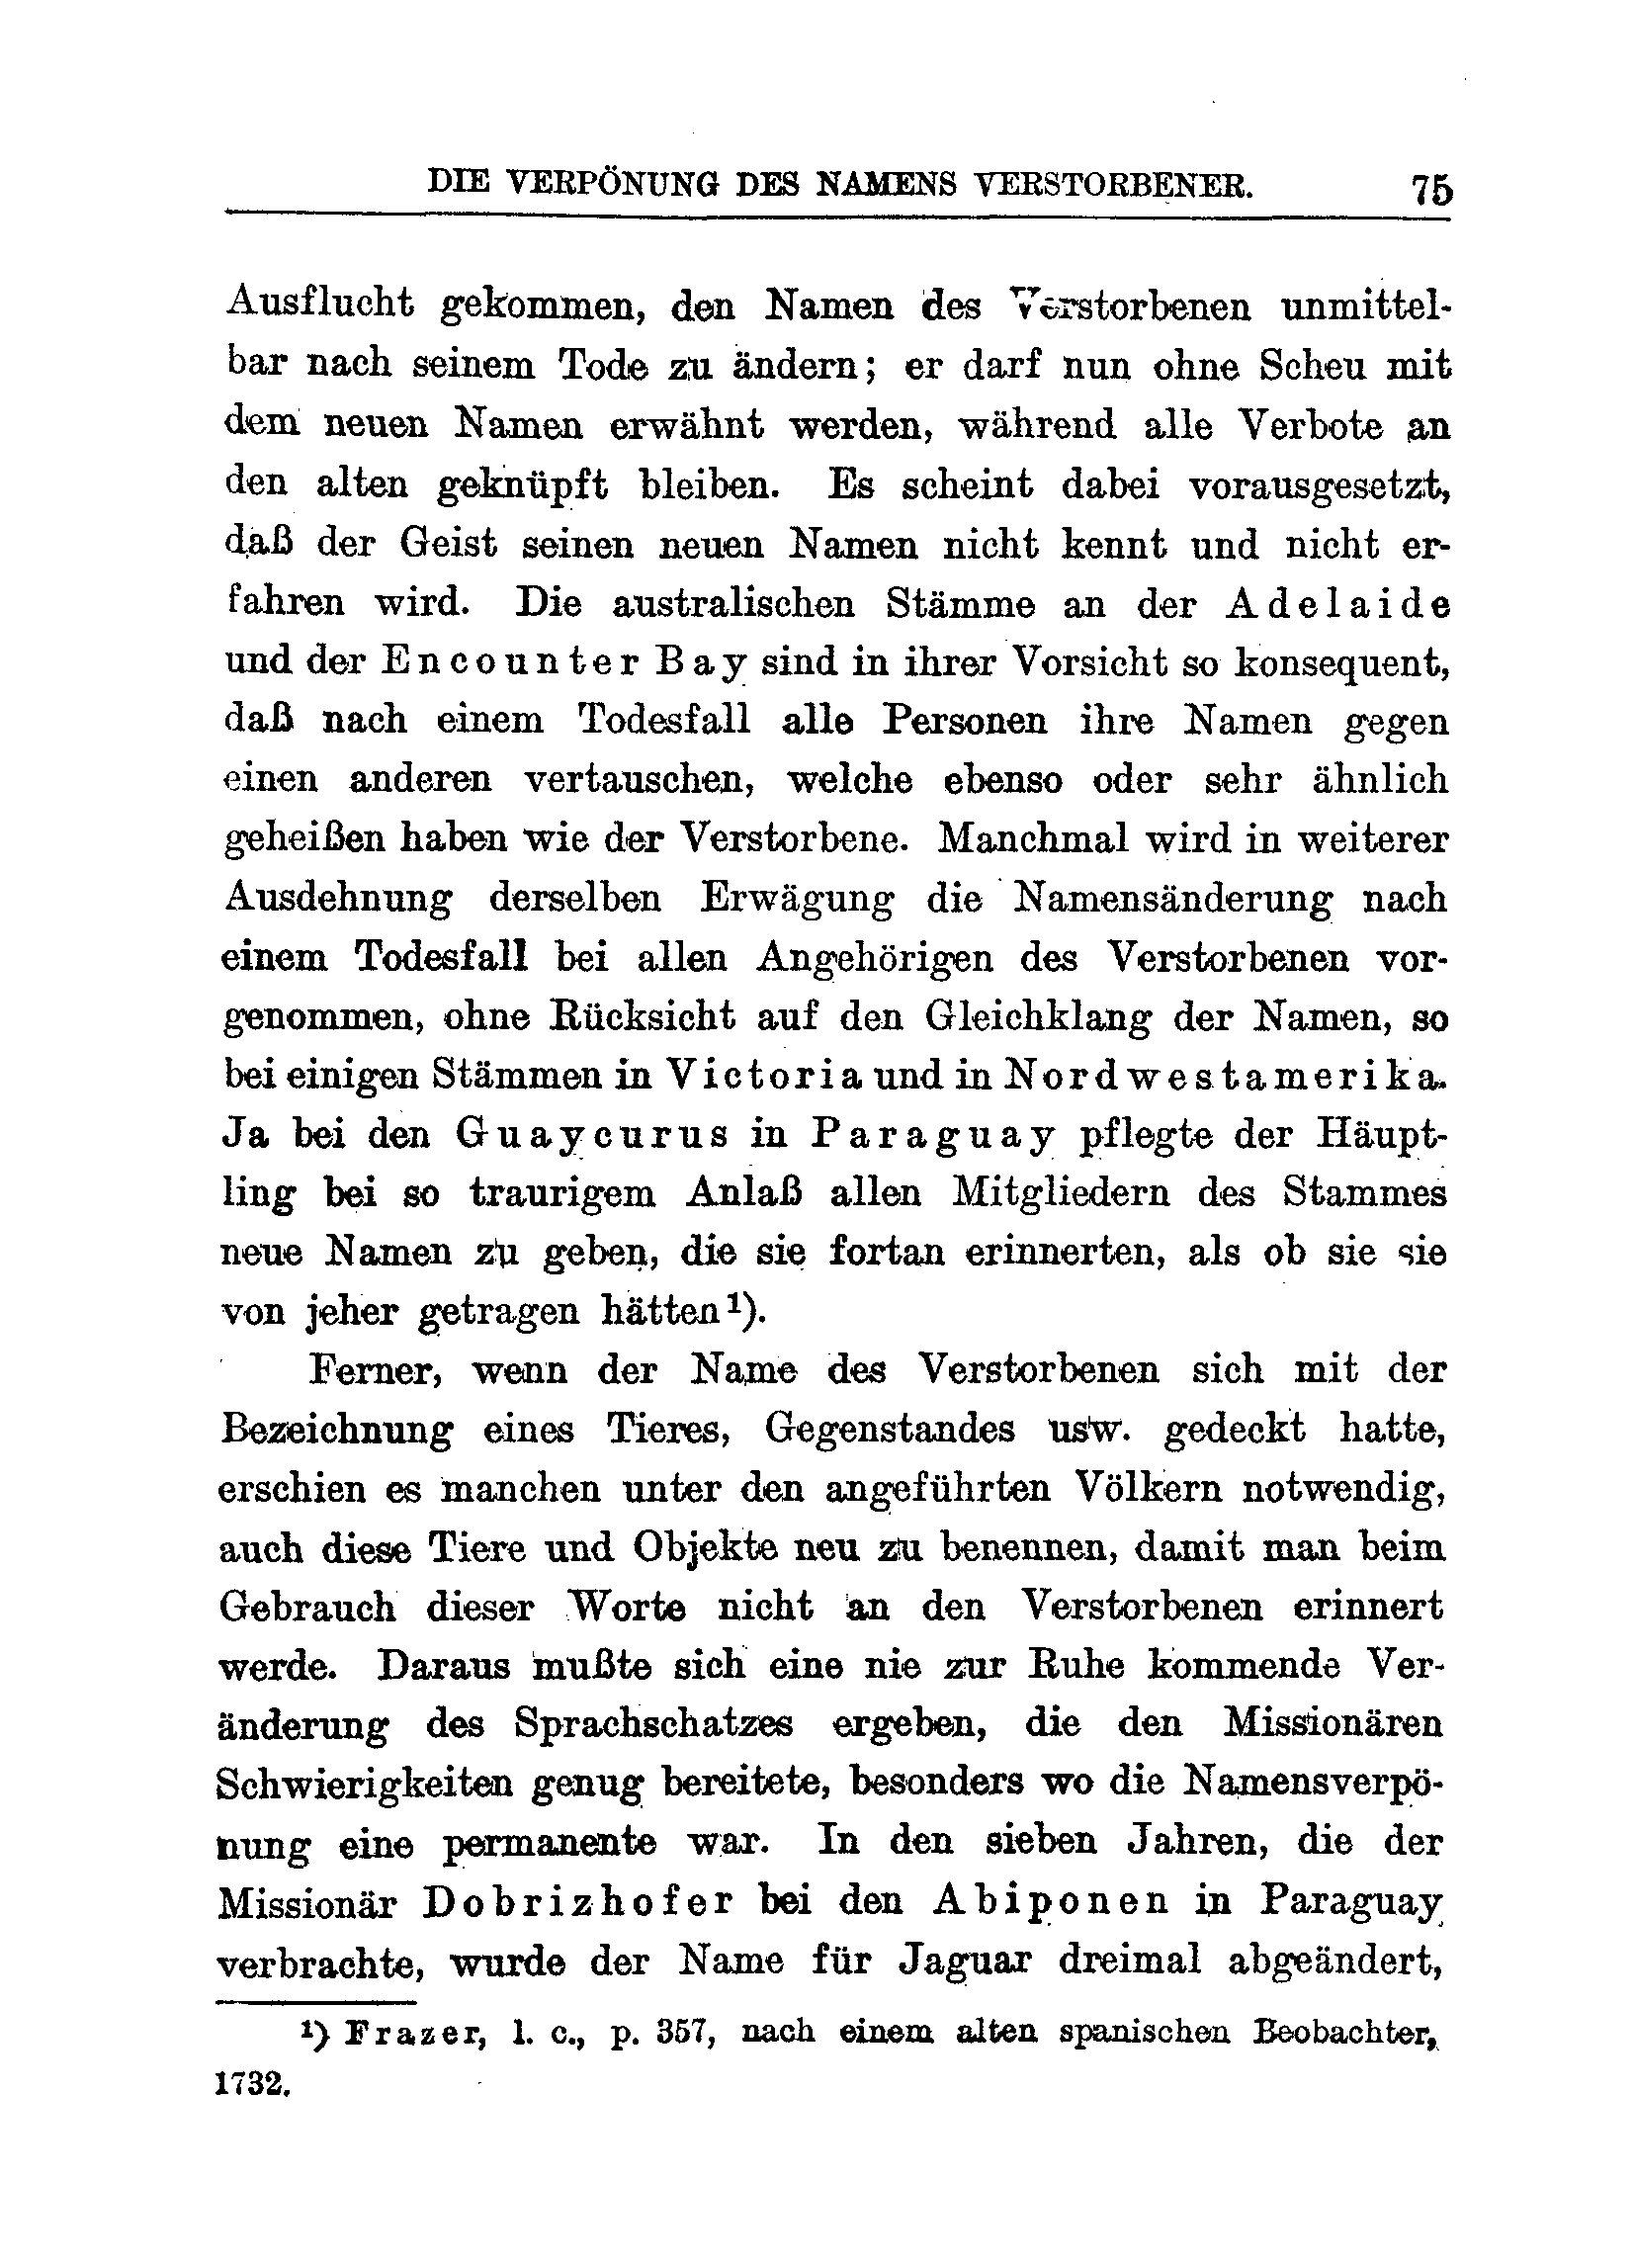 DIE VERPÖNUNG DES NAMENS VERSTORBENER. 75
Ausflucht gekommen, den Namen des Verstorbenen unmittel-
bar nach seinem Tode zu ändern; er darf nun ohne Scheu mit
dem neuen Namen erwähnt werden, während alle Verbote an
den alten geknüpft bleiben. Es scheint dabei vorausgesetzt,
daß der Geist seinen neuen Namen nicht kennt und nicht er-
fahren wird. Die australischen Stämme an der Adelaide
und der Encounter Bay sind in ihrer Vorsicht so konsequent,
daß nach einem Todesfall alle Personen ihre Namen gegen
einen anderen vertauschen, welche ebenso oder sehr ähnlich
geheißen haben wie der Verstorbene. Manchmal wird in weiterer
Ausdehnung derselben Erwägung die Namensänderung nach
einem Todesfall bei allen Angehörigen des Verstorbenen vor-
genommen, ohne Rücksicht auf den Gleichklang der Namen, so
bei einigen Stämmen in Victoria und in Nordwestamerika.
Ja bei den Guaycurus in Paraguay pflegte der Häupt-
ling bei so traurigem Anlaß allen Mitgliedern des Stammes
neue Namen zu geben, die sie fortan erinnerten, als ob sie sie
von jeher getragen hätten¹).
Ferner, wenn der Name des Verstorbenen sich mit der
Bezeichnung eines Tieres, Gegenstandes usw. gedeckt hatte,
erschien es manchen unter den angeführten Völkern notwendig,
auch diese Tiere und Objekte neu zu benennen, damit man beim
Gebrauch dieser Worte nicht an den Verstorbenen erinnert
werde. Daraus mußte sich eine nie zur Ruhe kommende Ver-
änderung des Sprachschatzes ergeben, die den Missionären
Schwierigkeiten genug bereitete, besonders wo die Namensverpö-
nung eine permanente war. In den sieben Jahren, die der
Missionär Dobrizhofer bei den Abiponen in Paraguay
verbrachte, wurde der Name für Jaguar dreimal abgeändert,
¹) Frazer, l. c., p. 357, nach einem alten spanischen Beobachter,
1732.